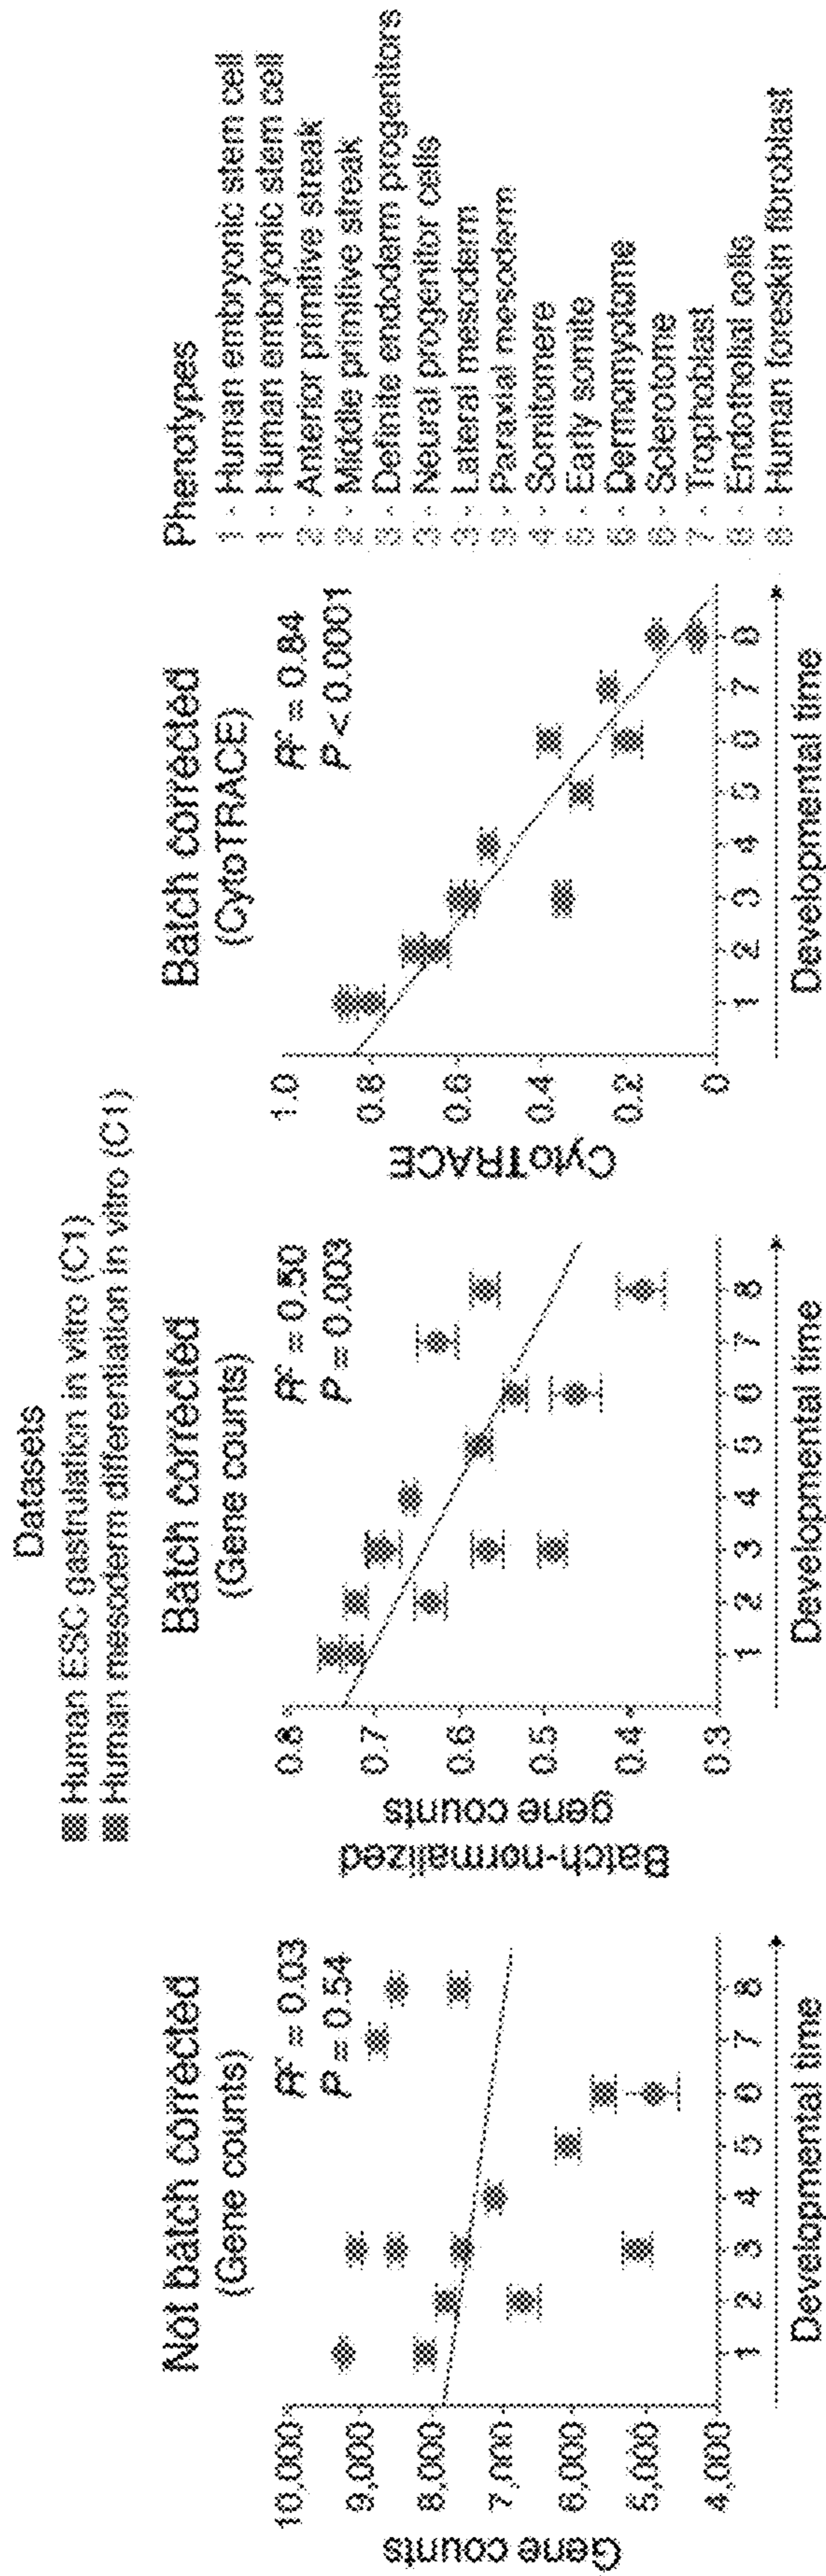 Datasets
Human ESC gastrulation in vitro (C1)
Human mesoderm differentiation in vitro (C1)
Not batch corrected
(Gene counts)
R² = 0.03
P = 0.54
Gene counts
10,000
9,000
8,000
7,000
6,000
5,000
4,000
1 2 3 4 5 6 7 8
Developmental time
Batch corrected
(Gene counts)
R² = 0.50
P = 0.003
Batch-normalized
gene counts
0.8
0.7
0.6
0.5
0.4
0.3
1 2 3 4 5 6 7 8
Developmental time
Batch corrected
(CytoTRACE)
R² = 0.84
P < 0.0001
CytoTRACE
1.0
0.8
0.6
0.4
0.2
0
1 2 3 4 5 6 7 8
Developmental time
Phenotypes
1 - Human embryonic stem cell
1 - Human embryonic stem cell
2 - Anterior primitive streak
2 - Middle primitive streak
3 - Definite endoderm progenitors
3 - Neural progenitor cells
3 - Lateral mesoderm
3 - Paraxial mesoderm
4 - Somitomere
5 - Early somite
6 - Dermomyotome
6 - Sclerotome
7 - Trophoblast
8 - Endothelial cells
8 - Human foreskin fibroblast